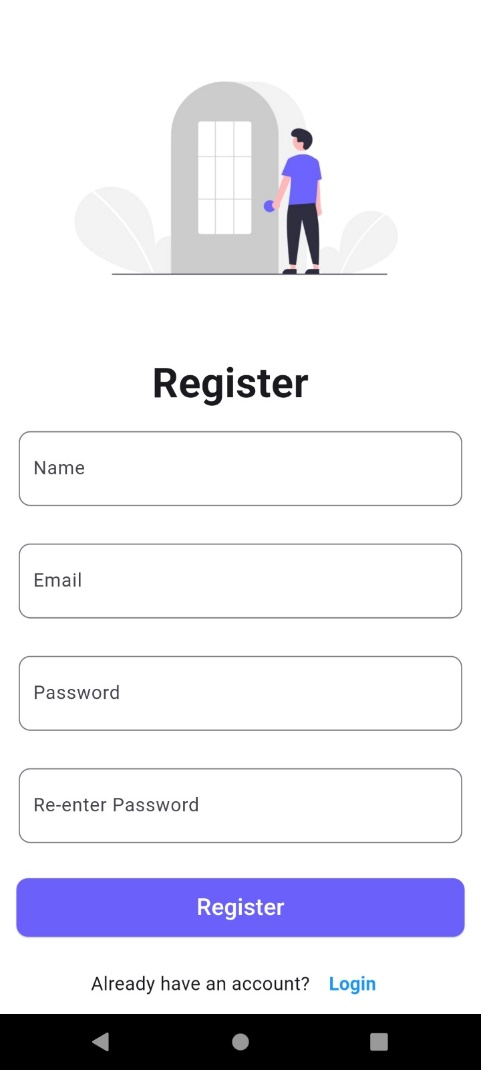 Register
Name
Email
Password
Re-enter Password
Register
Already have an account? Login